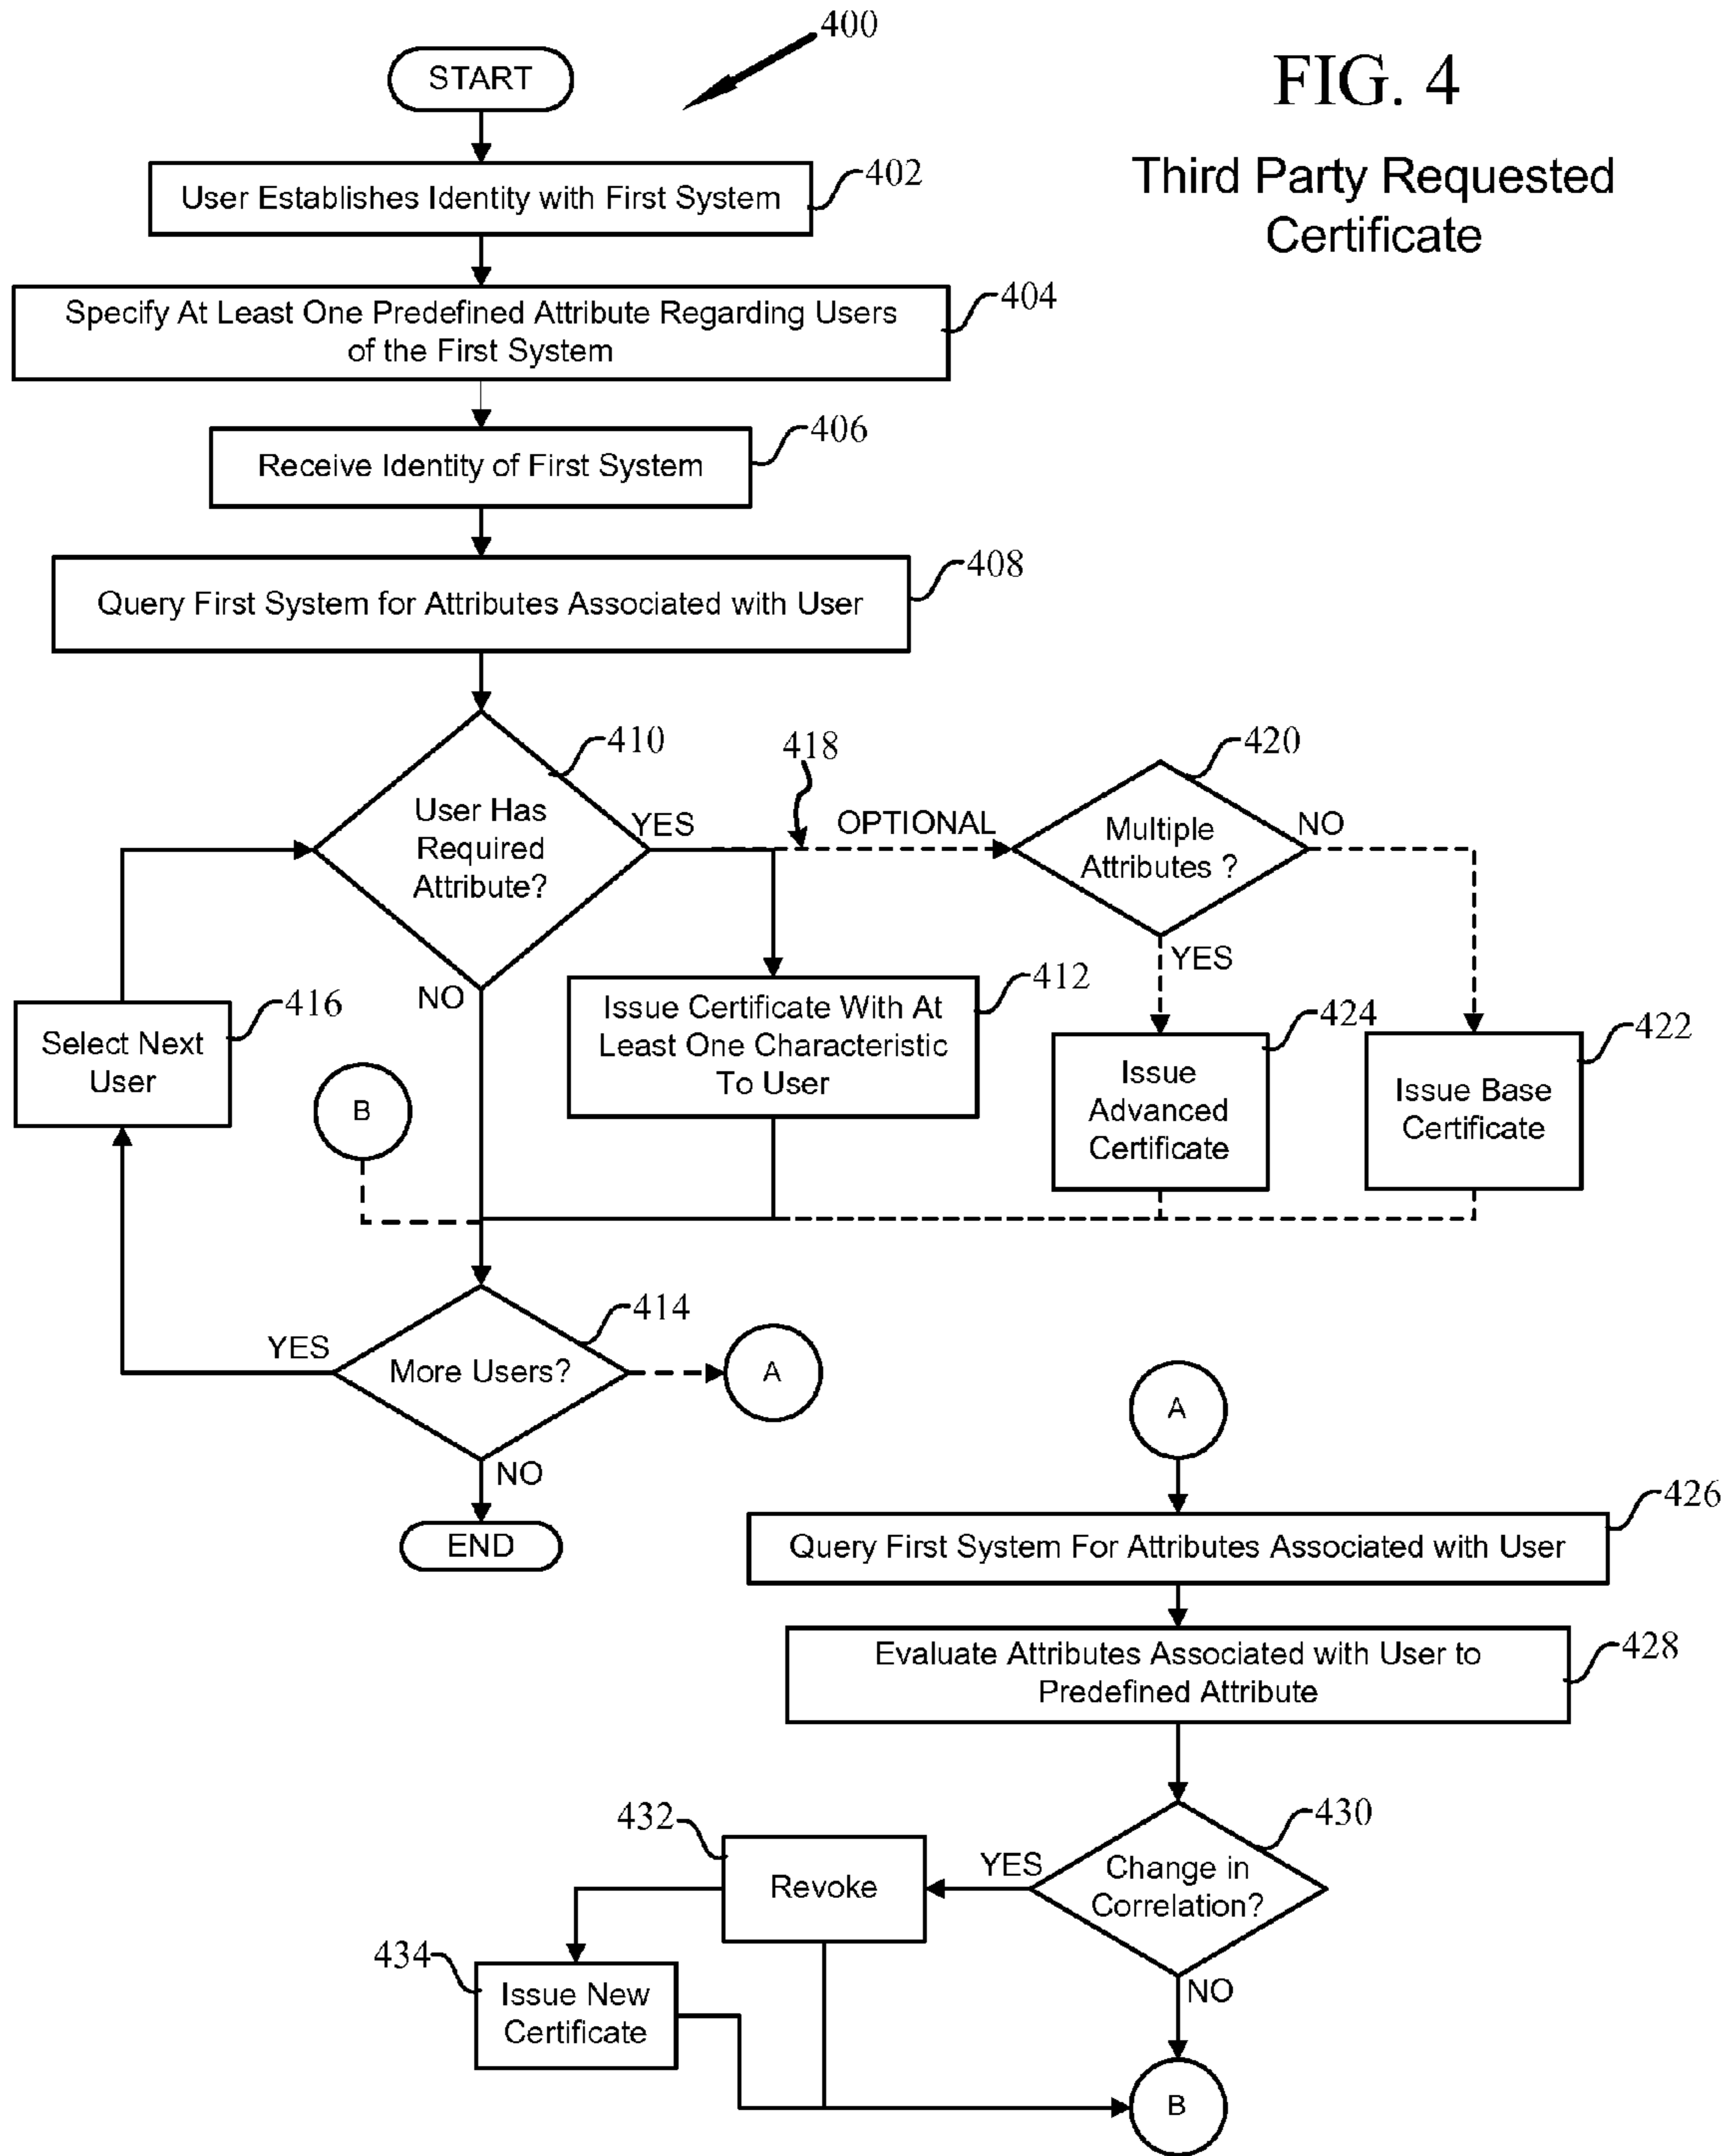 400
START
FIG. 4
Third Party Requested
Certificate
402
User Establishes Identity with First System
404
Specify At Least One Predefined Attribute Regarding Users
of the First System
406
Receive Identity of First System
408
Query First System for Attributes Associated with User
410
User Has
Required
Attribute?
YES
NO
418
OPTIONAL
420
Multiple
Attributes ?
NO
YES
416
Select Next
User
B
412
Issue Certificate With At
Least One Characteristic
To User
424
Issue
Advanced
Certificate
422
Issue Base
Certificate
414
YES
More Users?
A
NO
END
A
426
Query First System For Attributes Associated with User
428
Evaluate Attributes Associated with User to
Predefined Attribute
430
Change in
Correlation?
YES
NO
432
Revoke
434
Issue New
Certificate
B